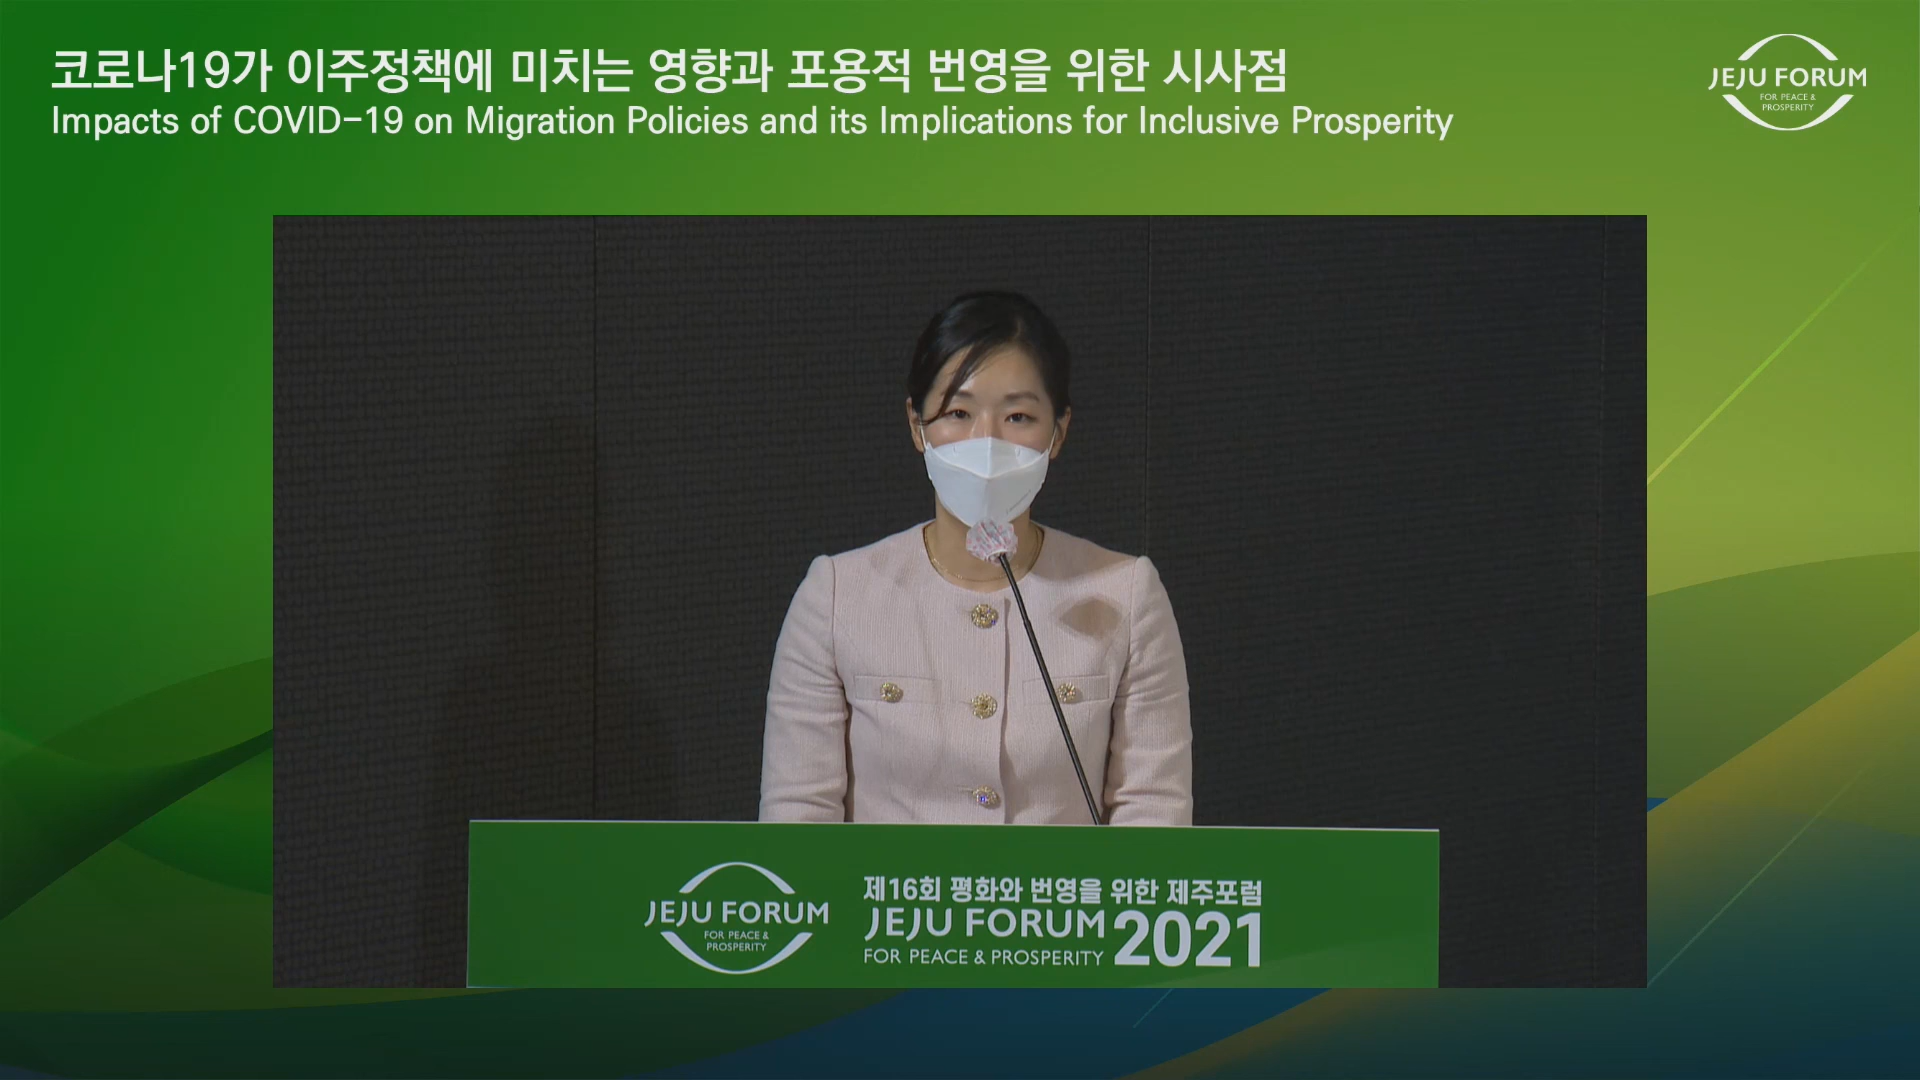 코로나19가 이주정책에 미치는 영향과 포용적 번영을 위한 시사점
Impacts of COVID-19 on Migration Policies and its Implications for Inclusive Prosperity
JEJU FORUM
FOR PEACE &
PROSPERITY
JEJU FORUM
FOR PEACE &
PROSPERITY
제16회 평화와 번영을 위한 제주포럼
JEJU FORUM 2021
FOR PEACE & PROSPERITY